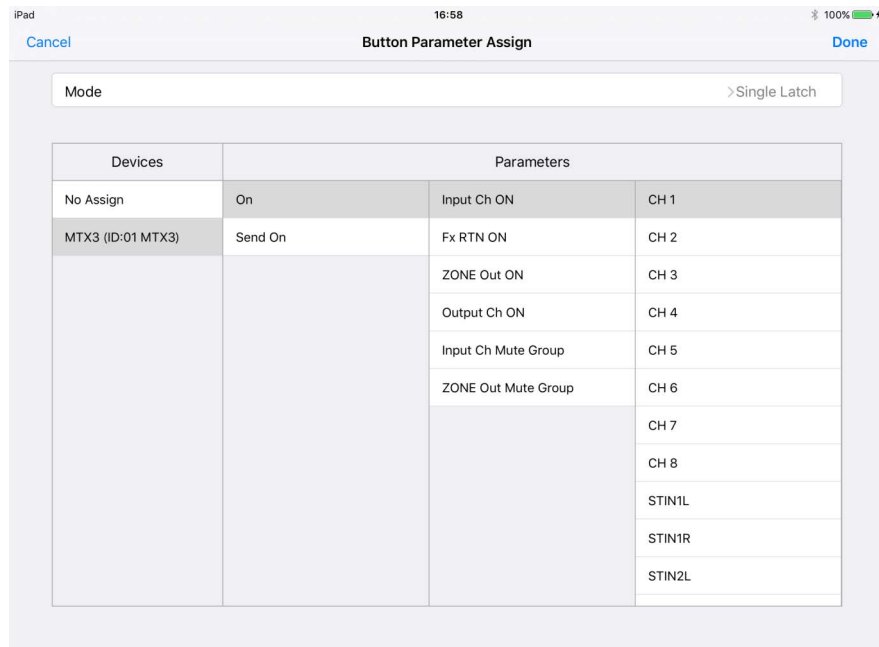 iPad 16:58 100%
Cancel Button Parameter Assign Done
Mode >Single Latch
Devices Parameters
No Assign On Input Ch ON CH 1
MTX3 (ID:01 MTX3) Send On Fx RTN ON CH 2
ZONE Out ON CH 3
Output Ch ON CH 4
Input Ch Mute Group CH 5
ZONE Out Mute Group CH 6
CH 7
CH 8
STIN1L
STIN1R
STIN2L